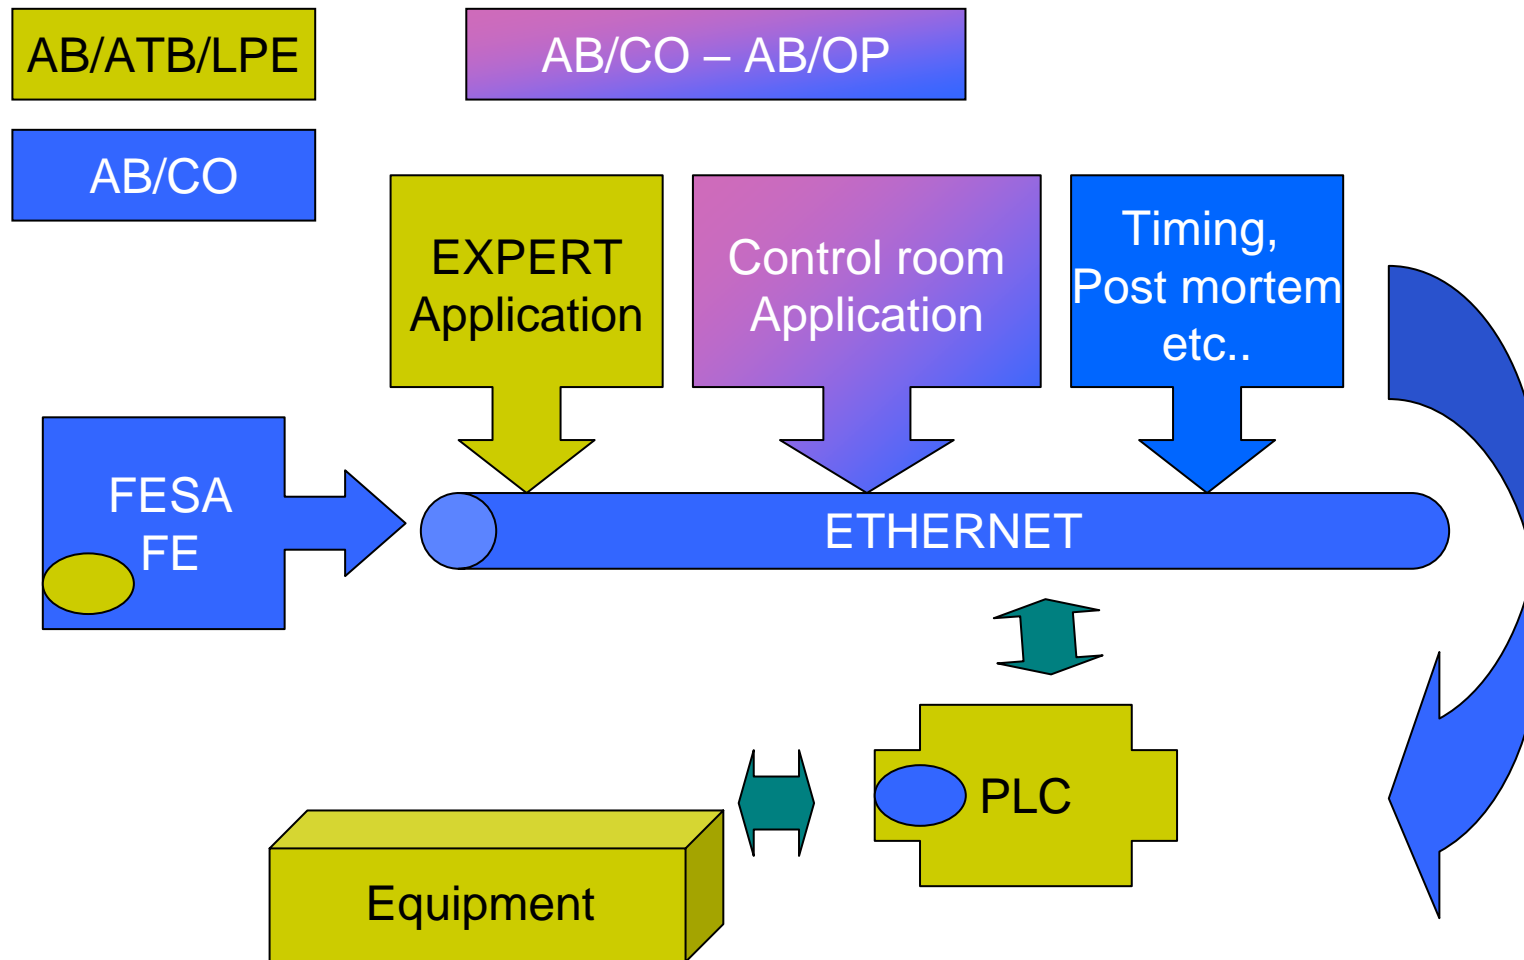 AB/ATB/LPE
AB/CO – AB/OP
AB/CO
EXPERT
Application
Control room
Application
Timing,
Post mortem
etc..
FESA
FE
ETHERNET
PLC
Equipment